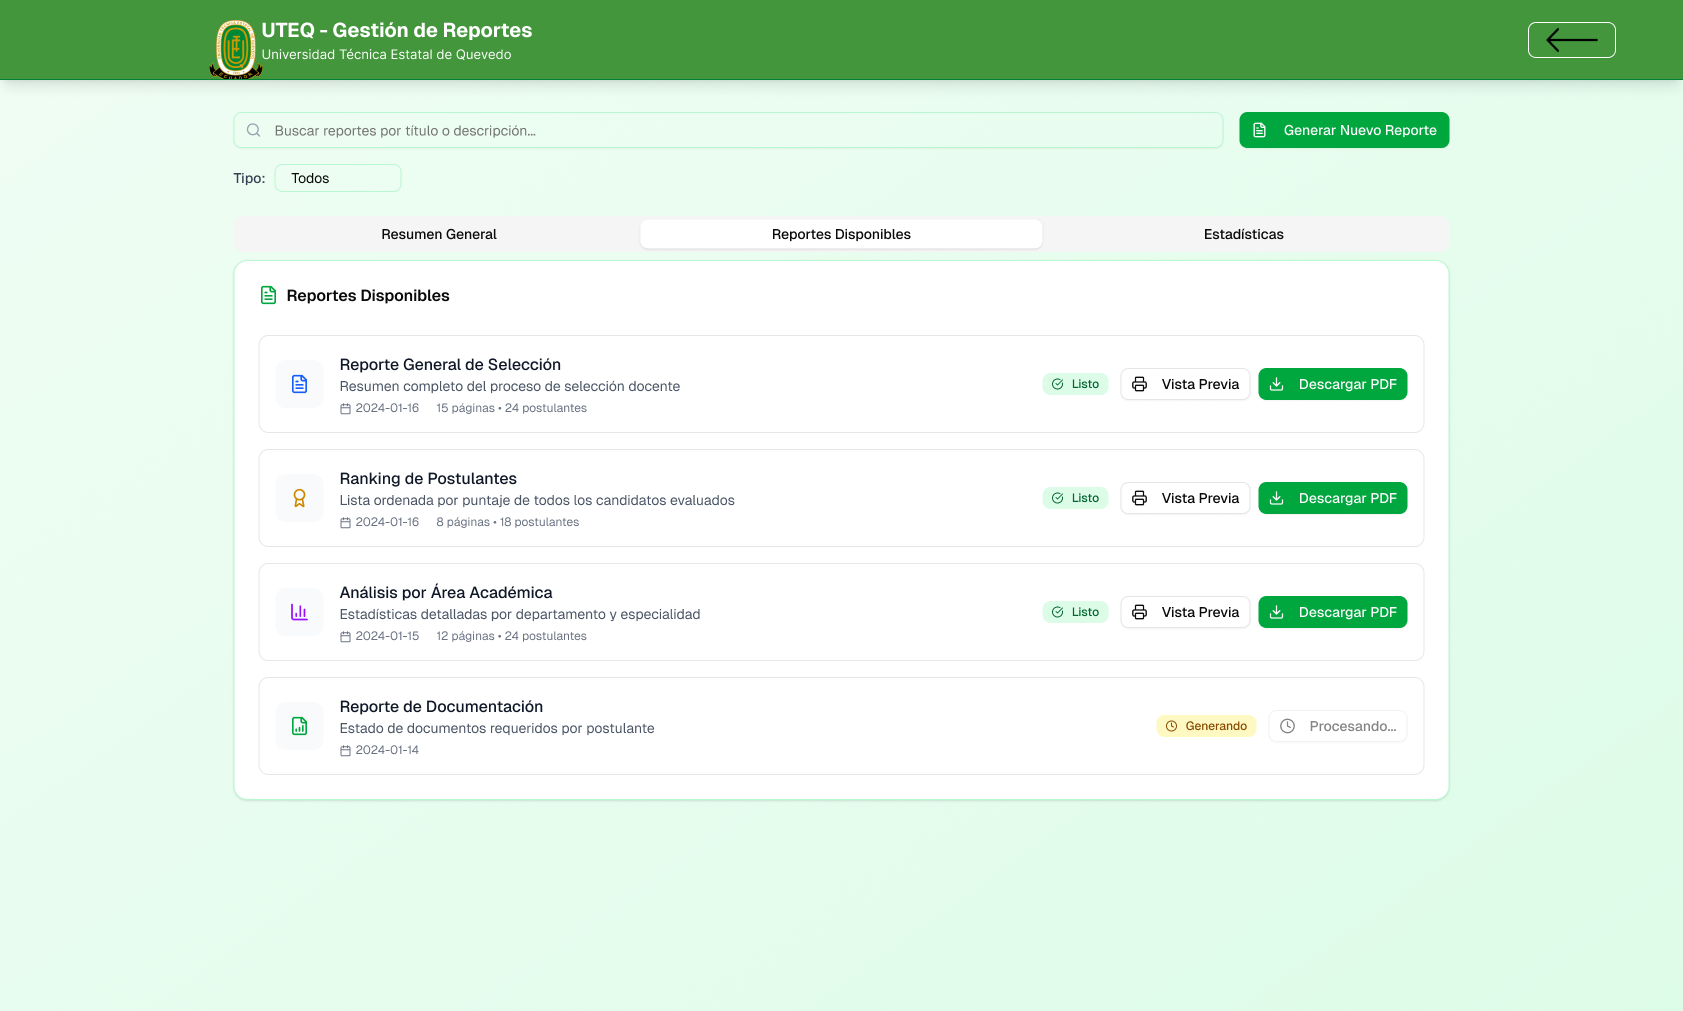 UTEQ - Gestión de Reportes
Universidad Técnica Estatal de Quevedo
Buscar reportes por título o descripción...
Generar Nuevo Reporte
Tipo:
Todos
Resumen General
Reportes Disponibles
Estadísticas
Reportes Disponibles
Reporte General de Selección
Resumen completo del proceso de selección docente
2024-01-16
15 páginas • 24 postulantes
Listo
Vista Previa
Descargar PDF
Ranking de Postulantes
Lista ordenada por puntaje de todos los candidatos evaluados
2024-01-16
8 páginas • 18 postulantes
Listo
Vista Previa
Descargar PDF
Análisis por Área Académica
Estadísticas detalladas por departamento y especialidad
2024-01-15
12 páginas • 24 postulantes
Listo
Vista Previa
Descargar PDF
Reporte de Documentación
Estado de documentos requeridos por postulante
2024-01-14
Generando
Procesando...